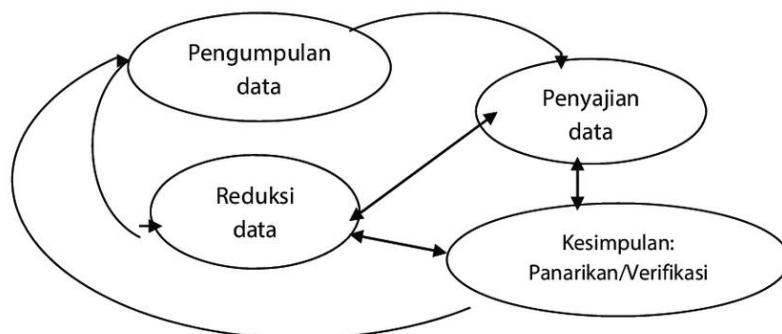 Pengumpulan
data
Penyajian
data
Reduksi
data
Kesimpulan:
Panarikan/Verifikasi